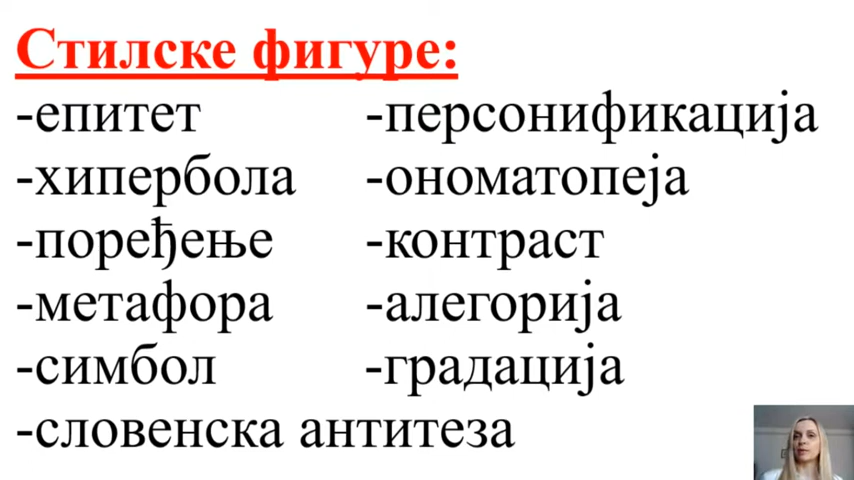 Стилске фигуре:
-епитет -персонификација
-хипербола -ономатопеја
-поређење -контраст
-метафора -алегорија
-симбол -градација
-словенска антитеза